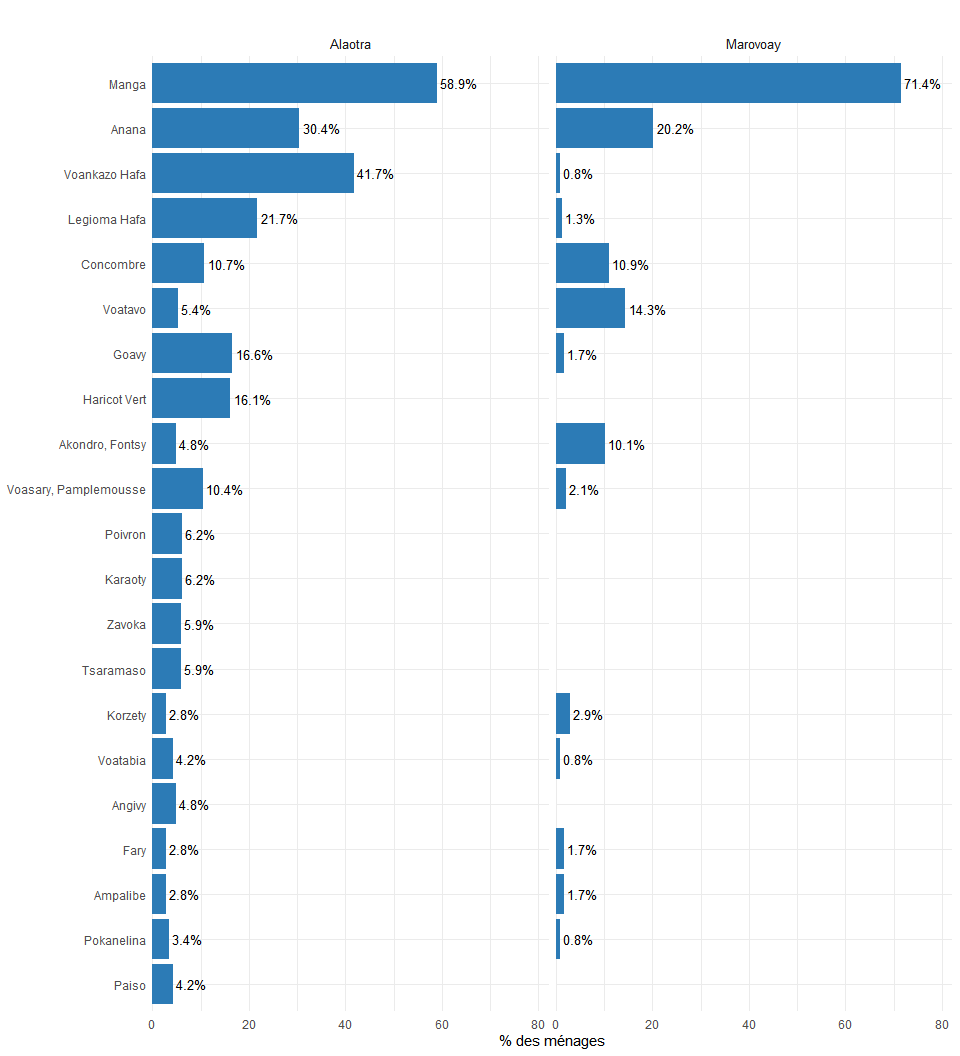 Alaotra Marovoay
Manga 58.9% 71.4%
Anana 30.4% 20.2%
Voankazo Hafa 41.7% 0.8%
Legioma Hafa 21.7% 1.3%
Concombre 10.7% 10.9%
Voatavo 5.4% 14.3%
Goavy 16.6% 1.7%
Haricot Vert 16.1%
Akondro, Fontsy 4.8% 10.1%
Voasary, Pamplemousse 10.4% 2.1%
Poivron 6.2%
Karaoty 6.2%
Zavoka 5.9%
Tsaramaso 5.9%
Korzety 2.8% 2.9%
Voatabia 4.2% 0.8%
Angivy 4.8%
Fary 2.8% 1.7%
Ampalibe 2.8% 1.7%
Pokanelina 3.4% 0.8%
Paiso 4.2%
0 20 40 60 80 0 20 40 60 80
% des ménages